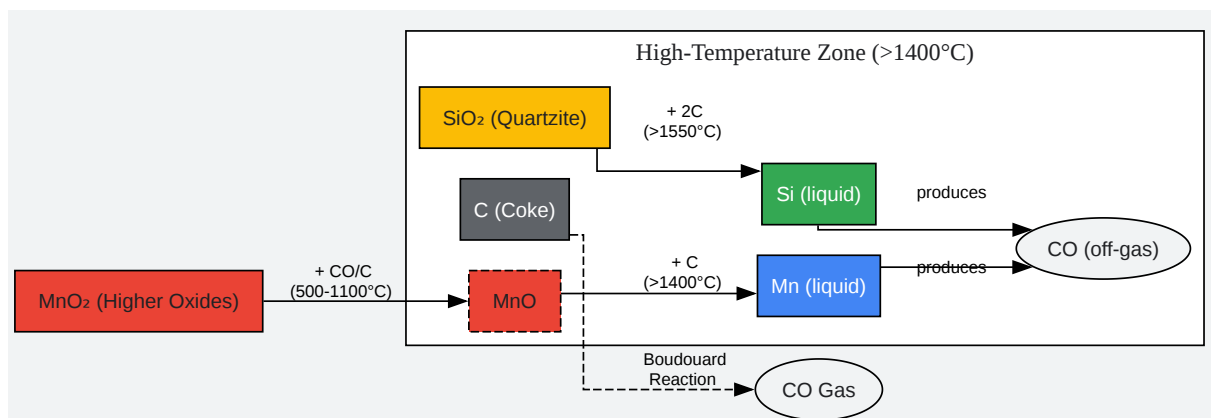 High-Temperature Zone (>1400°C)
SiO₂ (Quartzite)
+ 2C
(>1550°C)
Si (liquid)
produces
C (Coke)
CO (off-gas)
MnO₂ (Higher Oxides)
+ CO/C
(500-1100°C)
MnO
+ C
(>1400°C)
Mn (liquid)
produces
Boudouard
Reaction
CO Gas